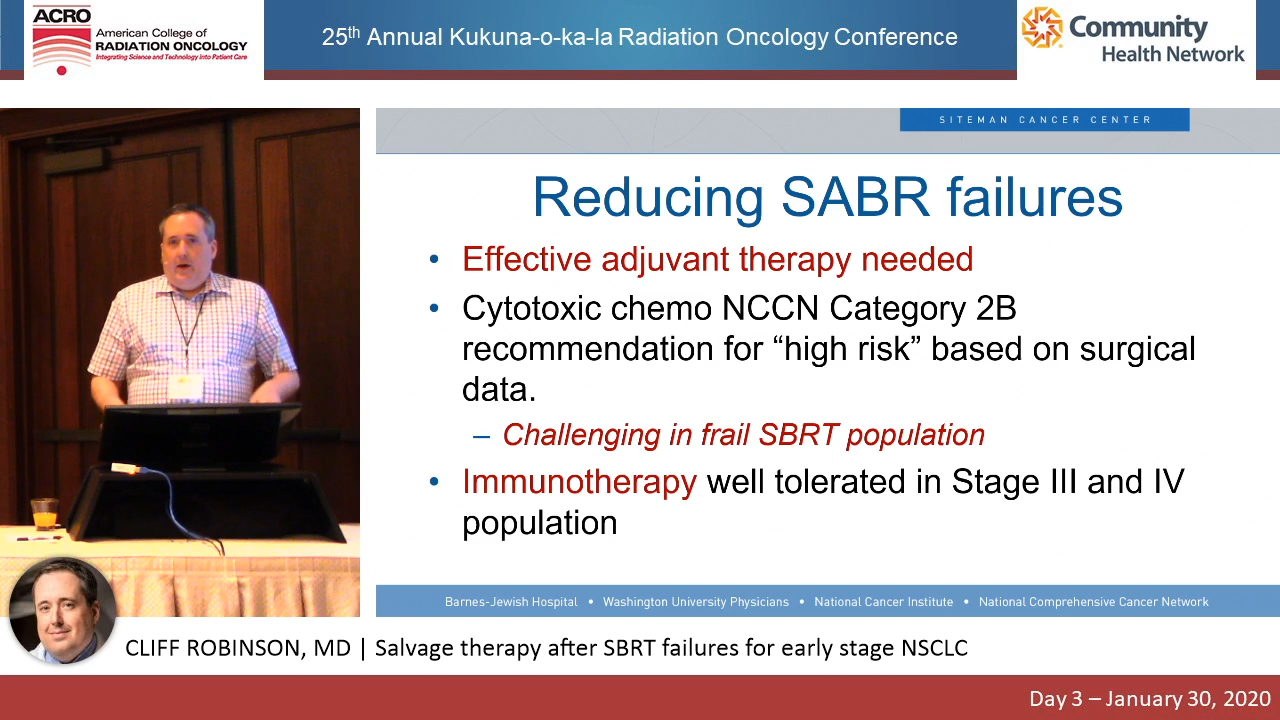 ACRO
American College of
RADIATION ONCOLOGY
Integrating Science and Technology Into Patient Care
25th Annual Kukuna-o-ka-la Radiation Oncology Conference
Community
Health Network
SITEMAN CANCER CENTER
Reducing SABR failures
• Effective adjuvant therapy needed
• Cytotoxic chemo NCCN Category 2B
recommendation for “high risk” based on surgical
data.
– Challenging in frail SBRT population
• Immunotherapy well tolerated in Stage III and IV
population
Barnes-Jewish Hospital • Washington University Physicians • National Cancer Institute • National Comprehensive Cancer Network
CLIFF ROBINSON, MD | Salvage therapy after SBRT failures for early stage NSCLC
Day 3 – January 30, 2020